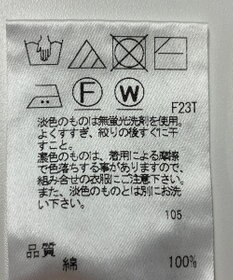 F W
F23T
淡色のものは無蛍光洗剤を使用。
よくすすぎ、絞りの後すぐに干
すこと。
濃色のものは、着用による摩擦
で色落ちする事がありますので、
組み合せの衣服にご注意下さい。
また、淡色のものとは別にお洗
い下さい。
105
品質
綿 100%